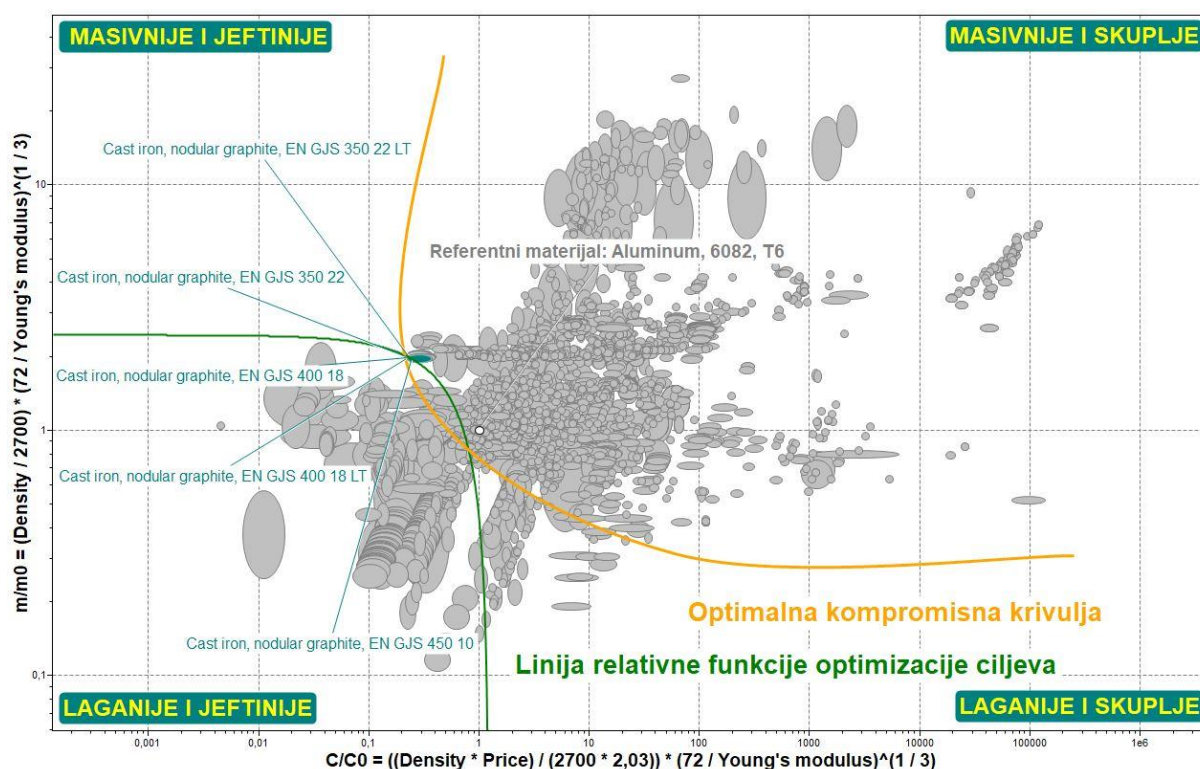 MASIVNIJE I JEFTINIJE
MASIVNIJE I SKUPLJE
Cast iron, nodular graphite, EN GJS 350 22 LT
Referentni materijal: Aluminum, 6082, T6
Cast iron, nodular graphite, EN GJS 350 22
Cast iron, nodular graphite, EN GJS 400 18
Cast iron, nodular graphite, EN GJS 400 18 LT
Cast iron, nodular graphite, EN GJS 450 10
Optimalna kompromisna krivulja
Linija relativne funkcije optimizacije ciljeva
LAGANIJE I JEFTINIJE
LAGANIJE I SKUPLJE
m/m0 = (Density / 2700) * (72 / Young's modulus)^(1 / 3)
10
1
0,1
0,001
0,01
0,1
1
10
100
1000
10000
100000
1e6
C/C0 = ((Density * Price) / (2700 * 2,03)) * (72 / Young's modulus)^(1 / 3)